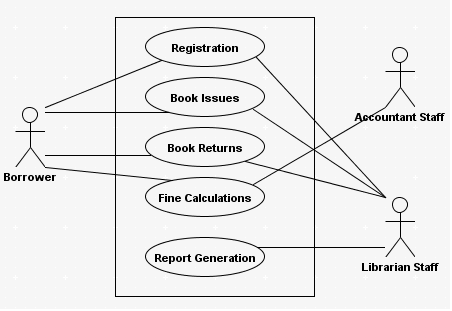 Registration
Book Issues
Book Returns
Fine Calculations
Report Generation
Borrower
Accountant Staff
Librarian Staff